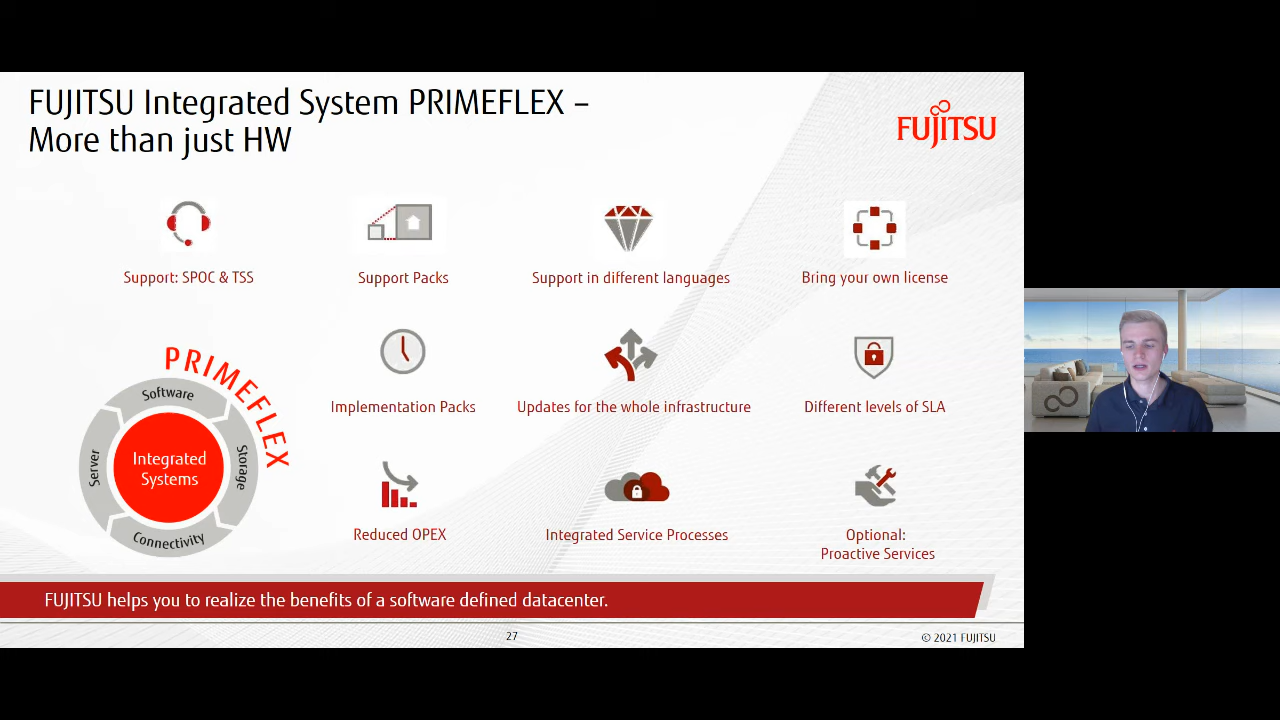 FUJITSU Integrated System PRIMEFLEX –
More than just HW
FUJITSU
Support: SPOC & TSS
Support Packs
Support in different languages
Bring your own license
PRIMEFLEX
Software
Server
Integrated
Systems
Storage
Connectivity
Implementation Packs
Updates for the whole infrastructure
Different levels of SLA
Reduced OPEX
Integrated Service Processes
Optional:
Proactive Services
FUJITSU helps you to realize the benefits of a software defined datacenter.
27
© 2021 FUJITSU